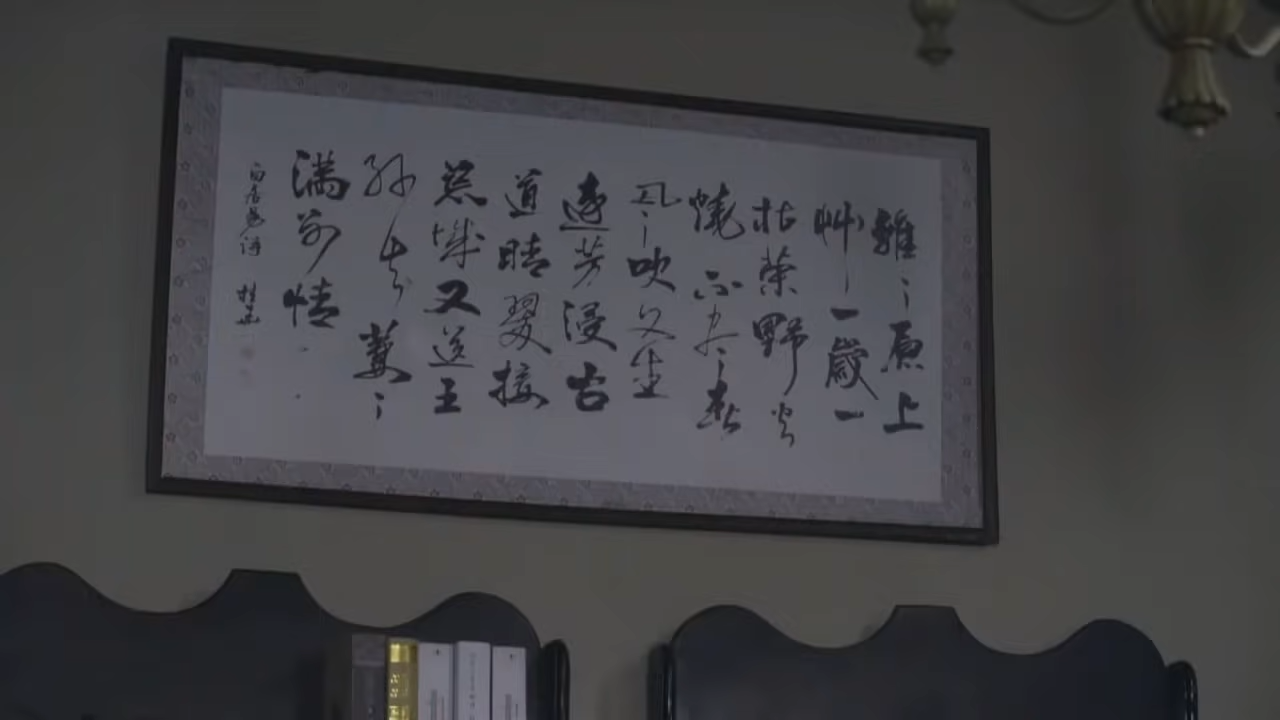 離〻原上
艸一歲一
枯榮野火
燒不盡春
風吹又生
遠芳浸古
道晴翠接
荒城又送王
孫去萋〻
滿別情
白居易詩